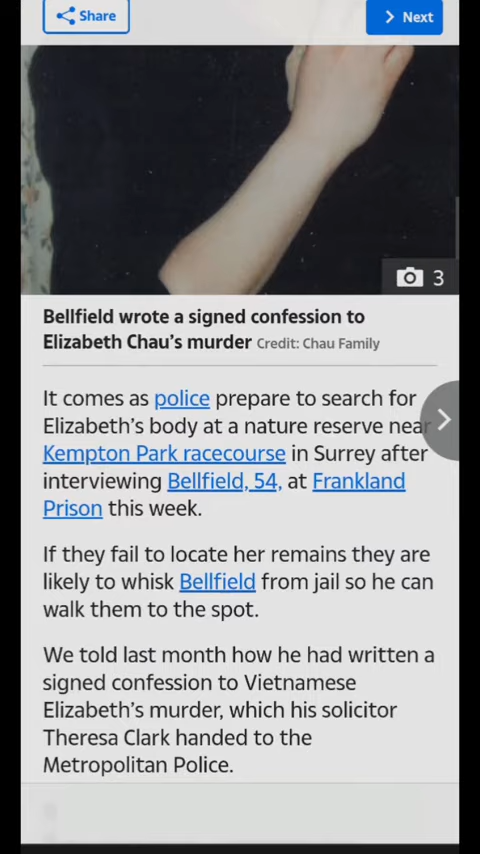 Share
Next
3
Bellfield wrote a signed confession to
Elizabeth Chau's murder Credit: Chau Family
It comes as police prepare to search for
Elizabeth's body at a nature reserve near
Kempton Park racecourse in Surrey after
interviewing Bellfield, 54, at Frankland
Prison this week.
If they fail to locate her remains they are
likely to whisk Bellfield from jail so he can
walk them to the spot.
We told last month how he had written a
signed confession to Vietnamese
Elizabeth's murder, which his solicitor
Theresa Clark handed to the
Metropolitan Police.